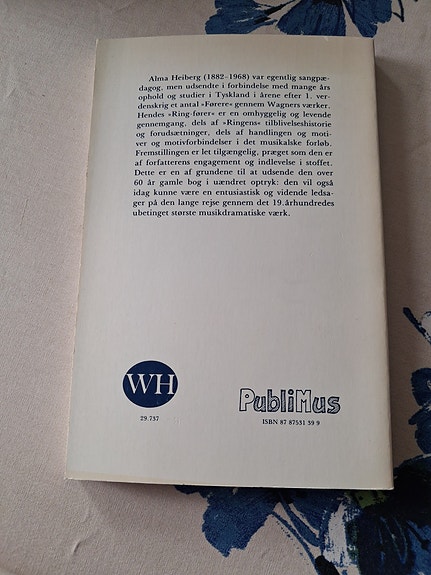 Alma Heiberg (1882–1968) var egentlig sangpæ-
dagog, men udsendte i forbindelse med mange års
ophold og studier i Tyskland i årene efter 1. ver-
denskrig et antal »Førere« gennem Wagners værker.
Hendes »Ring-fører« er en omhyggelig og levende
gennemgang, dels af »Ringens« tilblivelseshistorie
og forudsætninger, dels af handlingen og moti-
ver og motivforbindelser i det musikalske forløb.
Fremstillingen er let tilgængelig, præget som den er
af forfatterens engagement og indlevelse i stoffet.
Dette er en af grundene til at udsende den over
60 år gamle bog i uændret optryk: den vil også
idag kunne være en entusiastisk og vidende ledsa-
ger på den lange rejse gennem det 19. århundredes
ubetinget største musikdramatiske værk.
WH
29.737
PubliMus
ISBN 87 87531 39 9